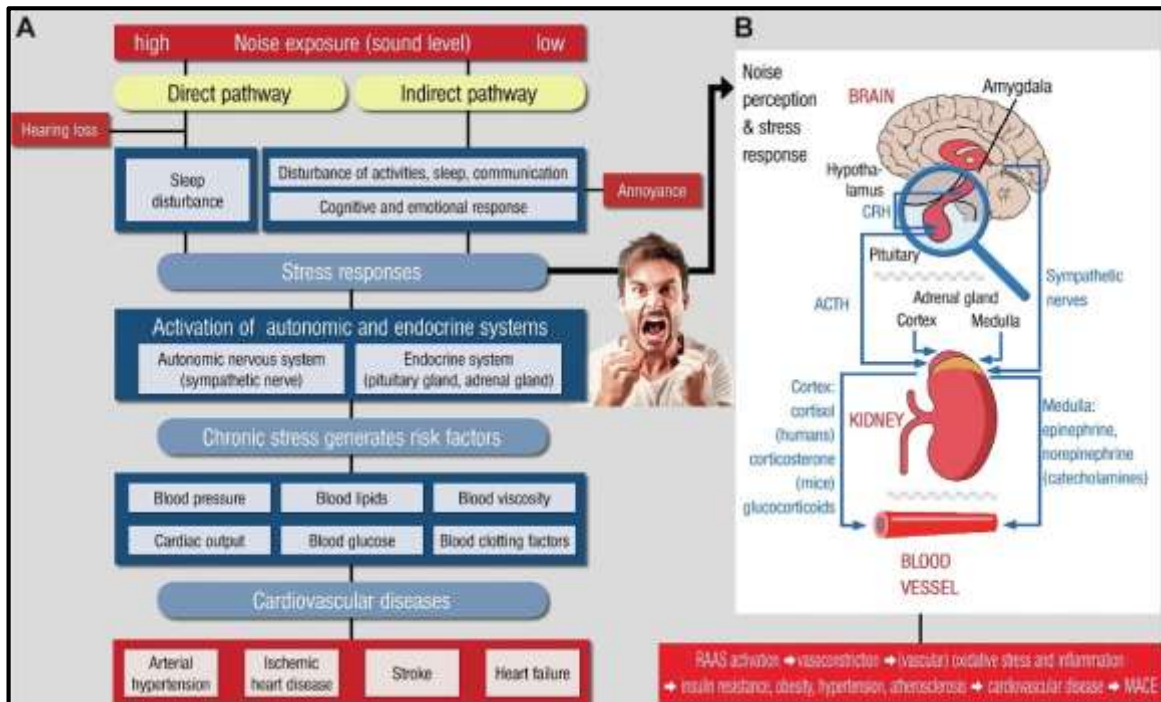 A
high Noise exposure (sound level) low
Direct pathway
Indirect pathway
Hearing loss
Sleep
disturbance
Disturbance of activities, sleep, communication
Cognitive and emotional response
Annoyance
Stress responses
Activation of autonomic and endocrine systems
Autonomic nervous system
(sympathetic nerve)
Endocrine system
(pituitary gland, adrenal gland)
Chronic stress generates risk factors
Blood pressure
Blood lipids
Blood viscosity
Cardiac output
Blood glucose
Blood clotting factors
Cardiovascular diseases
Arterial
hypertension
Ischemic
heart disease
Stroke
Heart failure
B
Noise
perception
& stress
response
BRAIN
Amygdala
Hypotha-
lamus
CRH
Pituitary
Sympathetic
nerves
ACTH
Adrenal gland
Cortex
Medulla
Cortex:
cortisol
(humans)
corticosterone
(mice)
glucocorticoids
KIDNEY
Medulla:
epinephrine,
norepinephrine
(catecholamines)
BLOOD
VESSEL
RAAS activation ➔ vasoconstriction ➔ (vascular) oxidative stress and inflammation
➔ insulin resistance, obesity, hypertension, atherosclerosis ➔ cardiovascular disease ➔ MACE